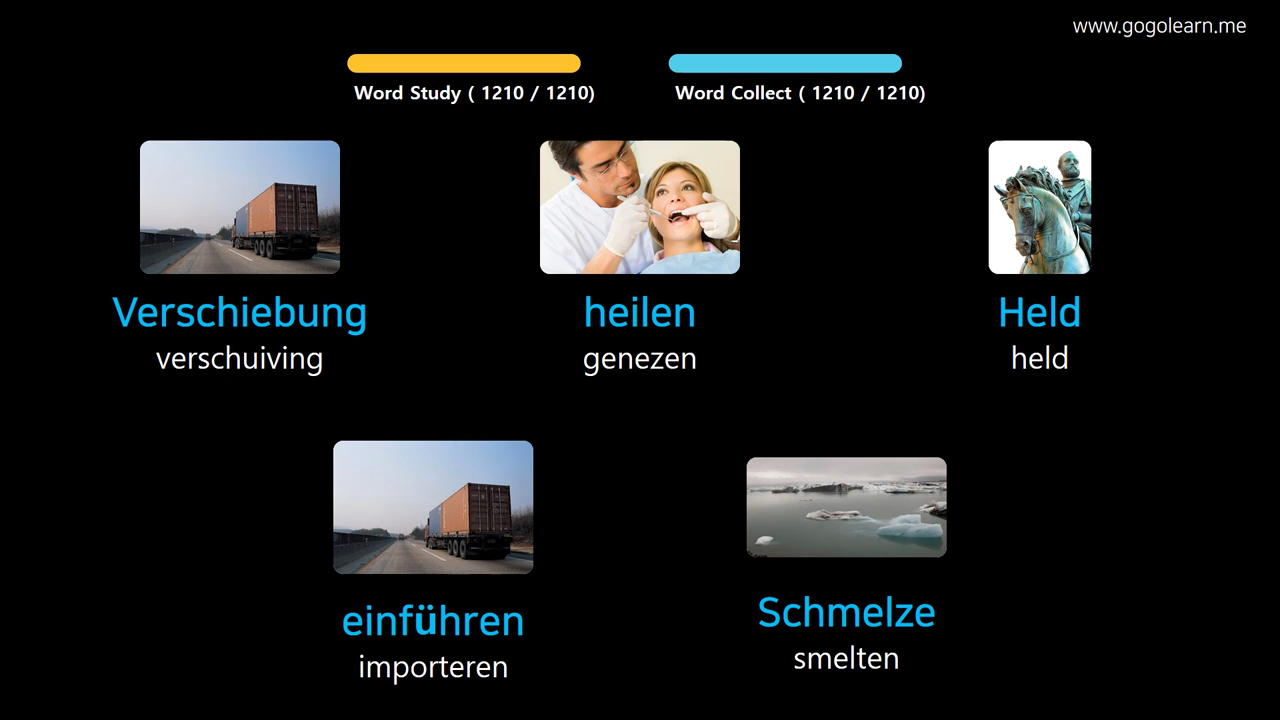 www.gogolearn.me
Word Study ( 1210 / 1210)
Word Collect ( 1210 / 1210)
Verschiebung
verschuiving
heilen
genezen
Held
held
einführen
importeren
Schmelze
smelten